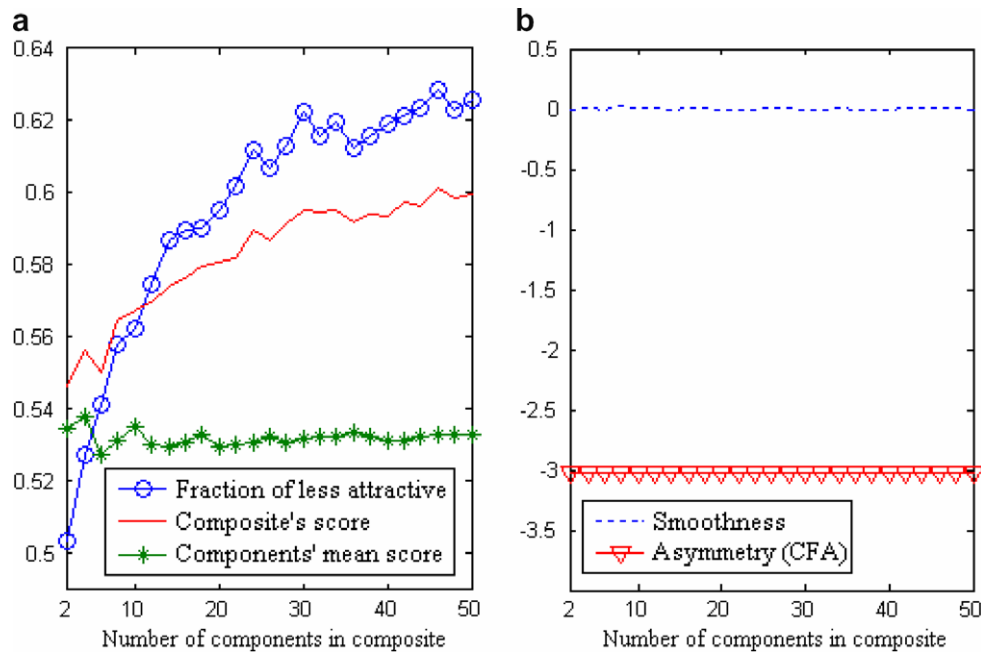 a
0.64
0.62
0.6
0.58
0.56
0.54
0.52
0.5
Fraction of less attractive
Composite's score
Components' mean score
2 10 20 30 40 50
Number of components in composite
b
0.5
0
-0.5
-1
-1.5
-2
-2.5
-3
-3.5
Smoothness
Asymmetry (CFA)
2 10 20 30 40 50
Number of components in composite